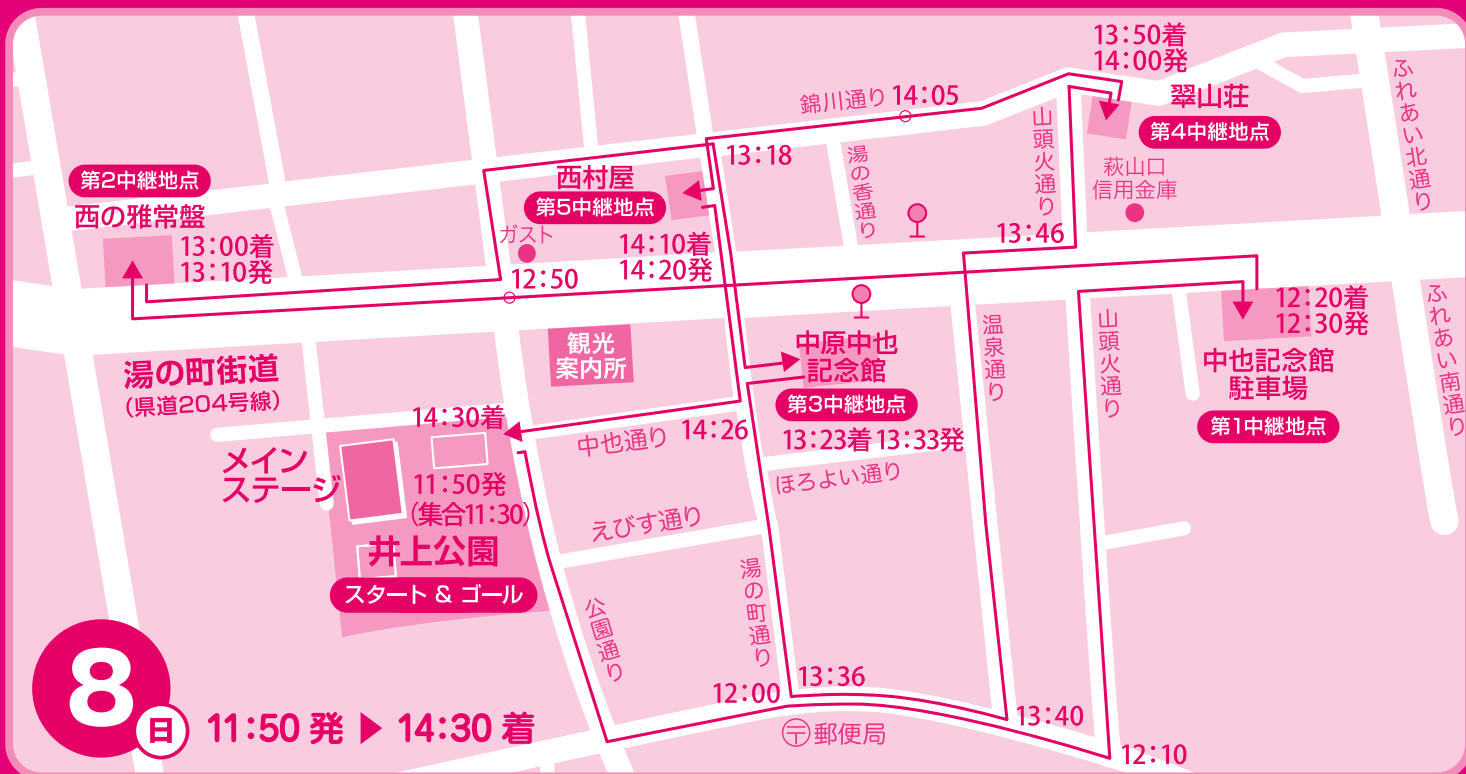 13:50着
14:00発
翠山荘
第4中継地点
錦川通り 14:05
ふれあい北通り
山頭火通り
萩山口
信用金庫
13:18
湯の香通り
西村屋
第5中継地点
ガスト
14:10着
14:20発
第2中継地点
西の雅常盤
13:00着
13:10発
12:50
13:46
12:20着
12:30発
中也記念館
駐車場
第1中継地点
ふれあい南通り
山頭火通り
温泉通り
観光
案内所
中原中也
記念館
第3中継地点
13:23着 13:33発
湯の町街道
(県道204号線)
14:30着
中也通り 14:26
ほろよい通り
メイン
ステージ
11:50発
(集合11:30)
井上公園
スタート & ゴール
えびす通り
湯の町通り
公園通り
12:00
13:36
13:40
12:10
〒郵便局
8
日
11:50 発 ▶ 14:30 着